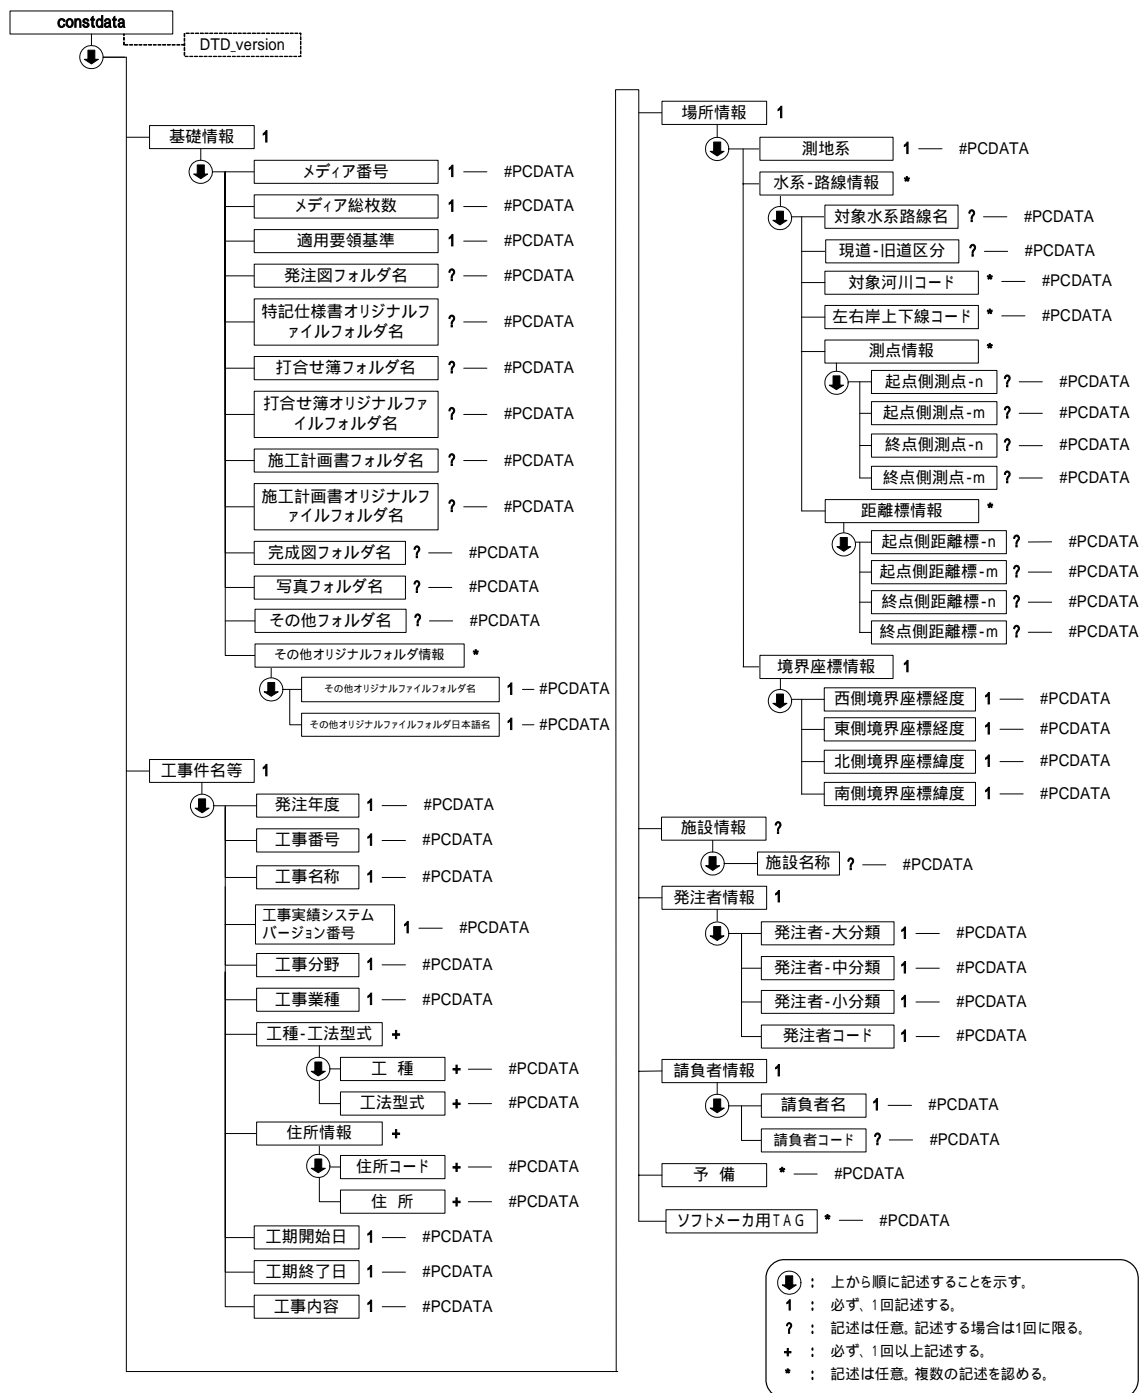 constdata
DTD_version
基礎情報 1
メディア番号 1 #PCDATA
メディア総枚数 1 #PCDATA
適用要領基準 1 #PCDATA
発注図フォルダ名 ? #PCDATA
特記仕様書オリジナルフ
ァイルフォルダ名 ? #PCDATA
打合せ簿フォルダ名 ? #PCDATA
打合せ簿オリジナルファ
イルフォルダ名 ? #PCDATA
施工計画書フォルダ名 ? #PCDATA
施工計画書オリジナルフ
ァイルフォルダ名 ? #PCDATA
完成図フォルダ名 ? #PCDATA
写真フォルダ名 ? #PCDATA
その他フォルダ名 ? #PCDATA
その他オリジナルフォルダ情報 *
その他オリジナルファイルフォルダ名 1 #PCDATA
その他オリジナルファイルフォルダ日本語名 1 #PCDATA
工事件名等 1
発注年度 1 #PCDATA
工事番号 1 #PCDATA
工事名称 1 #PCDATA
工事実績システム
バージョン番号 1 #PCDATA
工事分野 1 #PCDATA
工事業種 1 #PCDATA
工種-工法型式 +
工 種 + #PCDATA
工法型式 + #PCDATA
住所情報 +
住所コード + #PCDATA
住 所 + #PCDATA
工期開始日 1 #PCDATA
工期終了日 1 #PCDATA
工事内容 1 #PCDATA
場所情報 1
測地系 1 #PCDATA
水系-路線情報 *
対象水系路線名 ? #PCDATA
現道-旧道区分 ? #PCDATA
対象河川コード * #PCDATA
左右岸上下線コード * #PCDATA
測点情報 *
起点側測点-n ? #PCDATA
起点側測点-m ? #PCDATA
終点側測点-n ? #PCDATA
終点側測点-m ? #PCDATA
距離標情報 *
起点側距離標-n ? #PCDATA
起点側距離標-m ? #PCDATA
終点側距離標-n ? #PCDATA
終点側距離標-m ? #PCDATA
境界座標情報 1
西側境界座標経度 1 #PCDATA
東側境界座標経度 1 #PCDATA
北側境界座標緯度 1 #PCDATA
南側境界座標緯度 1 #PCDATA
施設情報 ?
施設名称 ? #PCDATA
発注者情報 1
発注者-大分類 1 #PCDATA
発注者-中分類 1 #PCDATA
発注者-小分類 1 #PCDATA
発注者コード 1 #PCDATA
請負者情報 1
請負者名 1 #PCDATA
請負者コード ? #PCDATA
予 備 * #PCDATA
ソフトメーカ用TAG * #PCDATA
: 上から順に記述することを示す。
1 : 必ず、1回記述する。
? : 記述は任意。記述する場合は1回に限る。
+ : 必ず、1回以上記述する。
* : 記述は任意。複数の記述を認める。